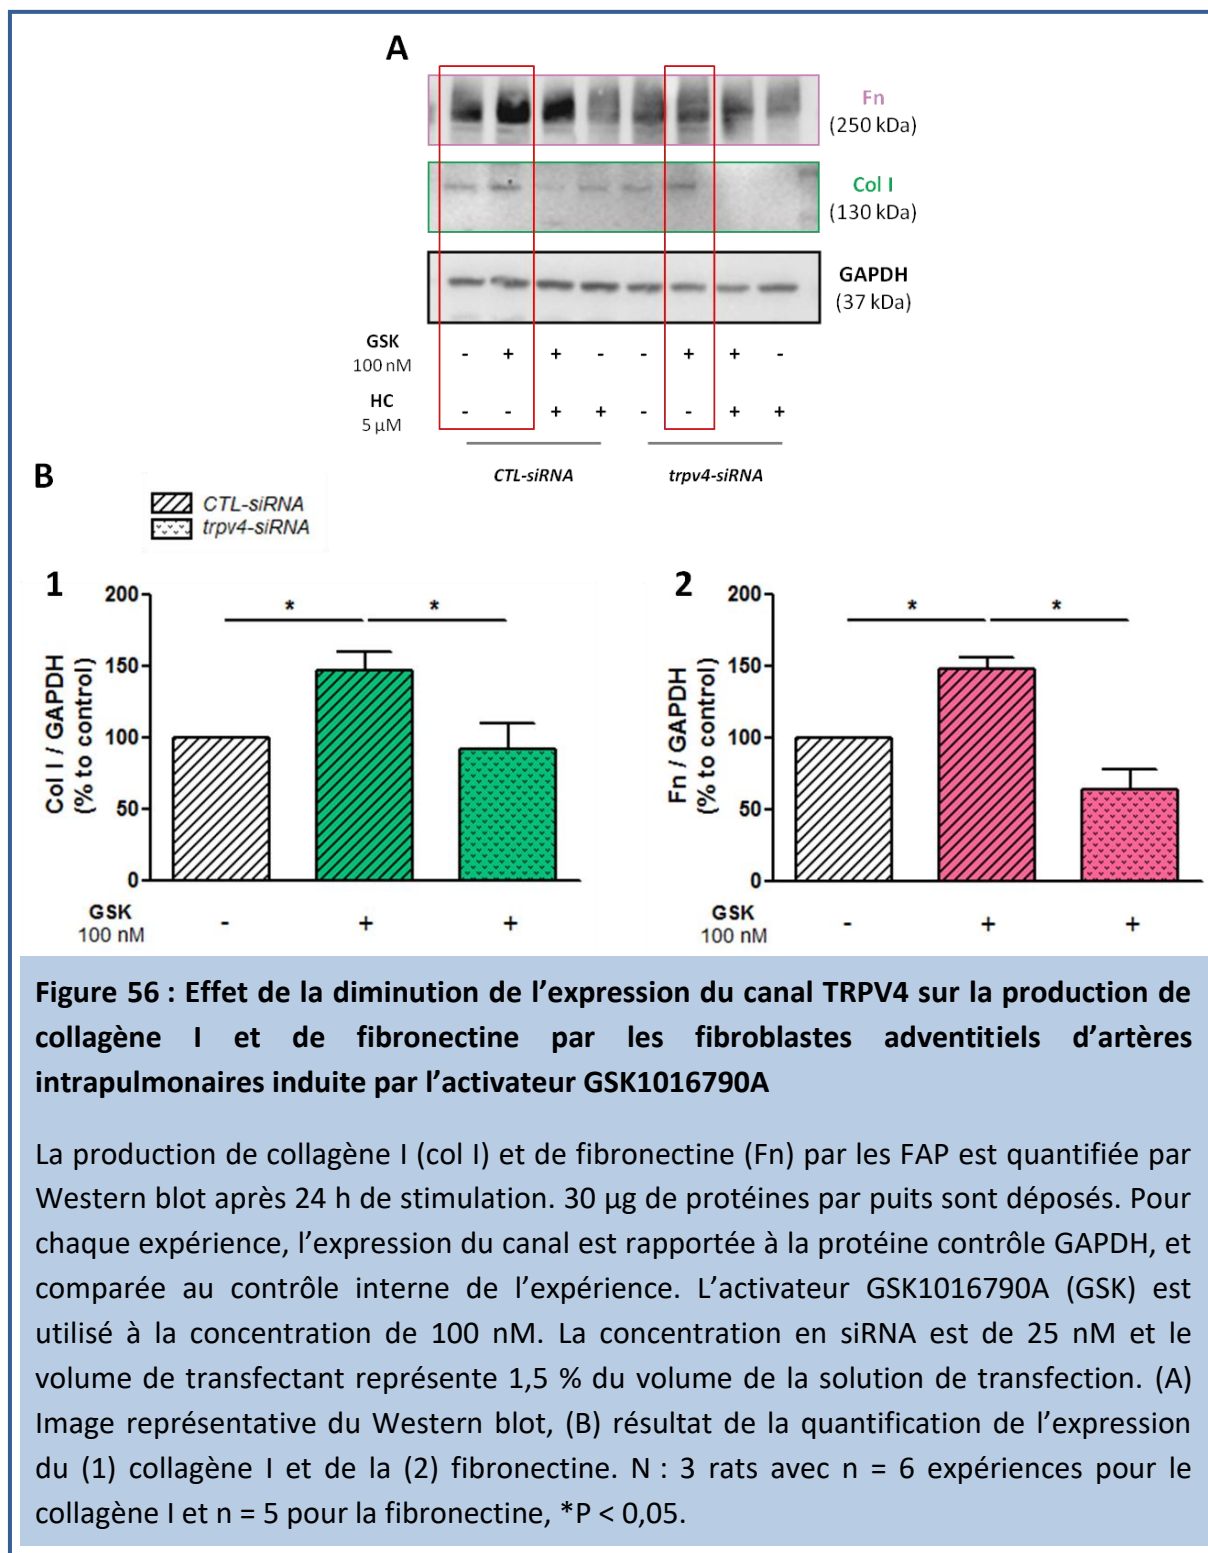 A
Fn
(250 kDa)
Col I
(130 kDa)
GAPDH
(37 kDa)
GSK
100 nM
- + + - - + + -
HC
5 µM
- - + + - - + +
CTL-siRNA trpv4-siRNA
B
CTL-siRNA
trpv4-siRNA
1
Col I / GAPDH
(% to control)
200
150
100
50
0
* *
GSK
100 nM
- + +
2
Fn / GAPDH
(% to control)
200
150
100
50
0
* *
GSK
100 nM
- + +
Figure 56 : Effet de la diminution de l’expression du canal TRPV4 sur la production de
collagène I et de fibronectine par les fibroblastes adventitiels d’artères
intrapulmonaires induite par l’activateur GSK1016790A
La production de collagène I (col I) et de fibronectine (Fn) par les FAP est quantifiée par
Western blot après 24 h de stimulation. 30 µg de protéines par puits sont déposés. Pour
chaque expérience, l’expression du canal est rapportée à la protéine contrôle GAPDH, et
comparée au contrôle interne de l’expérience. L’activateur GSK1016790A (GSK) est
utilisé à la concentration de 100 nM. La concentration en siRNA est de 25 nM et le
volume de transfectant représente 1,5 % du volume de la solution de transfection. (A)
Image représentative du Western blot, (B) résultat de la quantification de l’expression
du (1) collagène I et de la (2) fibronectine. N : 3 rats avec n = 6 expériences pour le
collagène I et n = 5 pour la fibronectine, *P < 0,05.